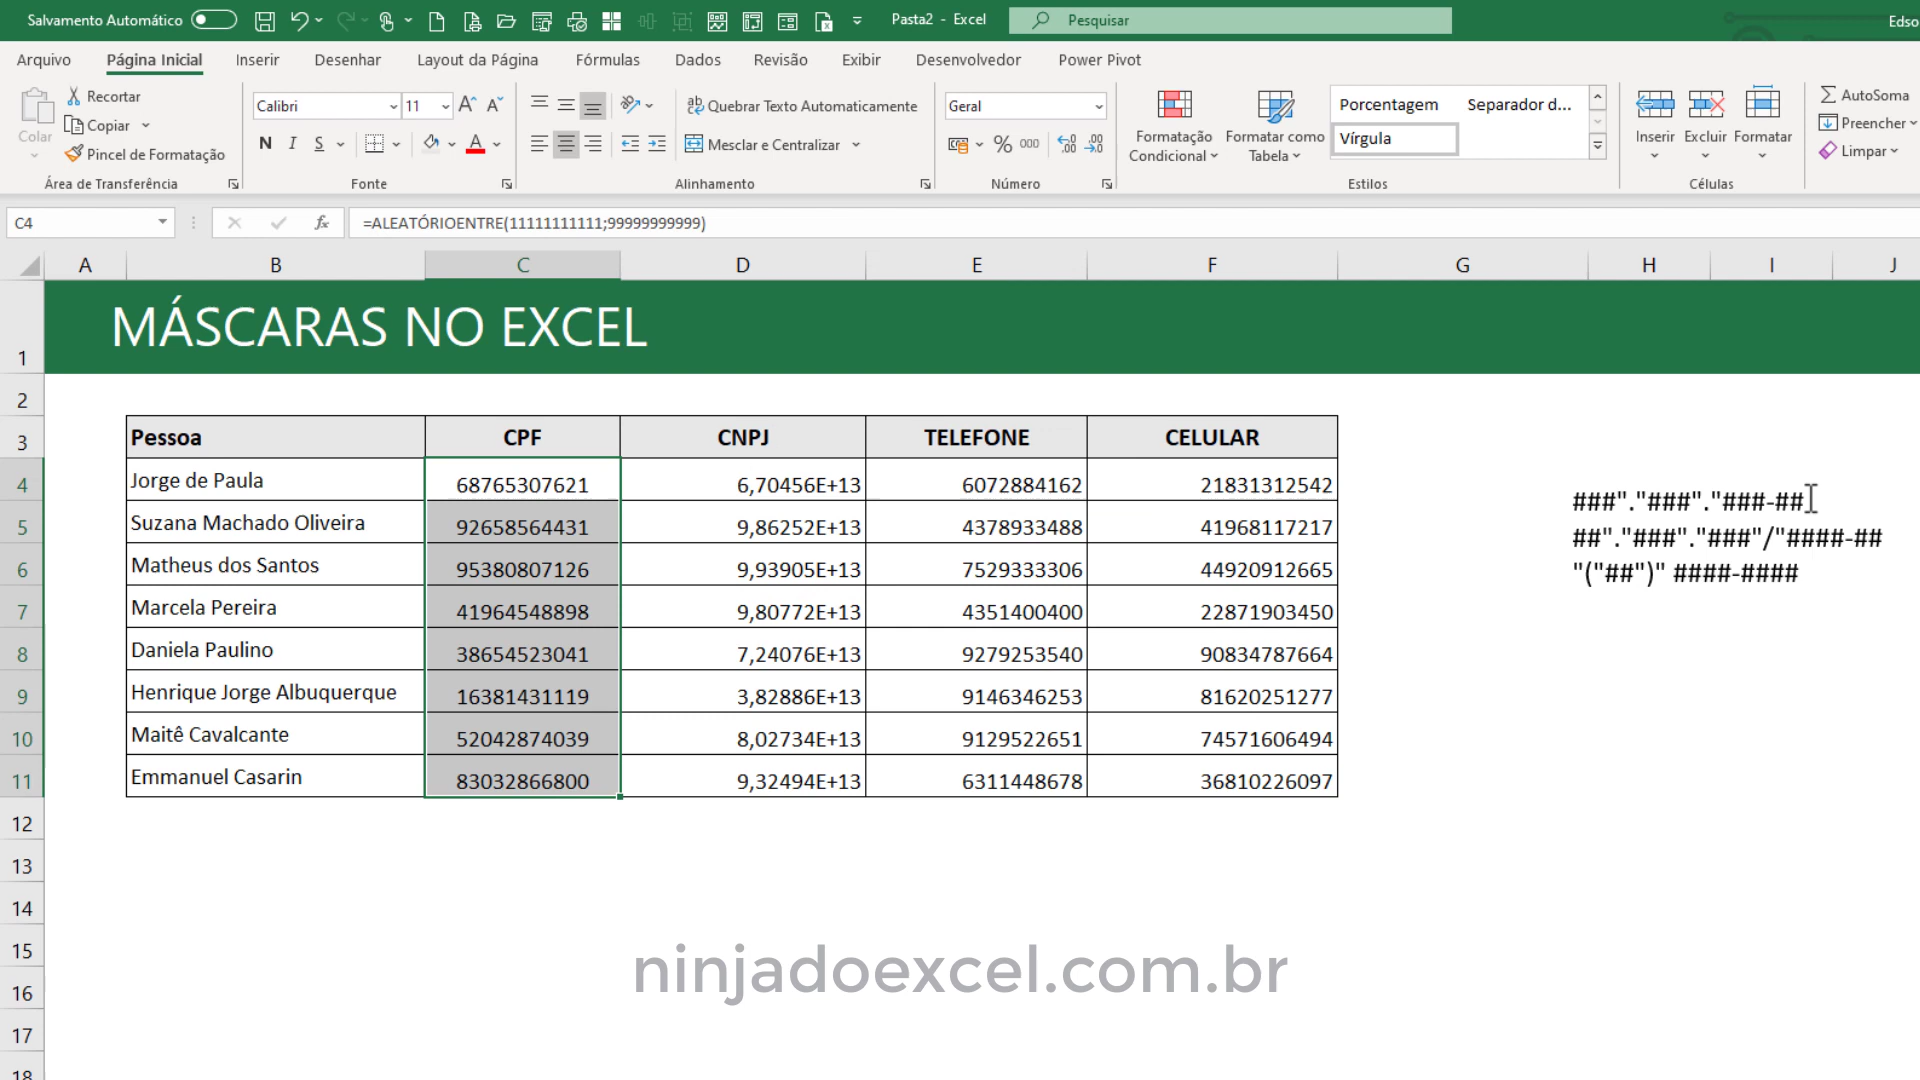 Salvamento Automático
Pasta2 - Excel
Pesquisar
Edso
Arquivo
Página Inicial
Inserir
Desenhar
Layout da Página
Fórmulas
Dados
Revisão
Exibir
Desenvolvedor
Power Pivot
Colar
Recortar
Copiar
Pincel de Formatação
Área de Transferência
Calibri
11
N I S
Fonte
Quebrar Texto Automaticamente
Mesclar e Centralizar
Alinhamento
Geral
% 000
Número
Formatação Condicional
Formatar como Tabela
Porcentagem
Separador d...
Vírgula
Estilos
Inserir
Excluir
Formatar
Células
AutoSoma
Preencher
Limpar
C4
fx
=ALEATÓRIOENTRE(11111111111;99999999999)
A B C D E F G H I J
1 MÁSCARAS NO EXCEL
2
3 Pessoa CPF CNPJ TELEFONE CELULAR
4 Jorge de Paula 68765307621 6,70456E+13 6072884162 21831312542
5 Suzana Machado Oliveira 92658564431 9,86252E+13 4378933488 41968117217
6 Matheus dos Santos 95380807126 9,93905E+13 7529333306 44920912665
7 Marcela Pereira 41964548898 9,80772E+13 4351400400 22871903450
8 Daniela Paulino 38654523041 7,24076E+13 9279253540 90834787664
9 Henrique Jorge Albuquerque 16381431119 3,82886E+13 9146346253 81620251277
10 Maitê Cavalcante 52042874039 8,02734E+13 9129522651 74571606494
11 Emmanuel Casarin 83032866800 9,32494E+13 6311448678 36810226097
###"."###"."###-##
##"."###"."###"/"####-##
"("##")" ####-####
12
13
14
15
16
17
18
ninjadoexcel.com.br